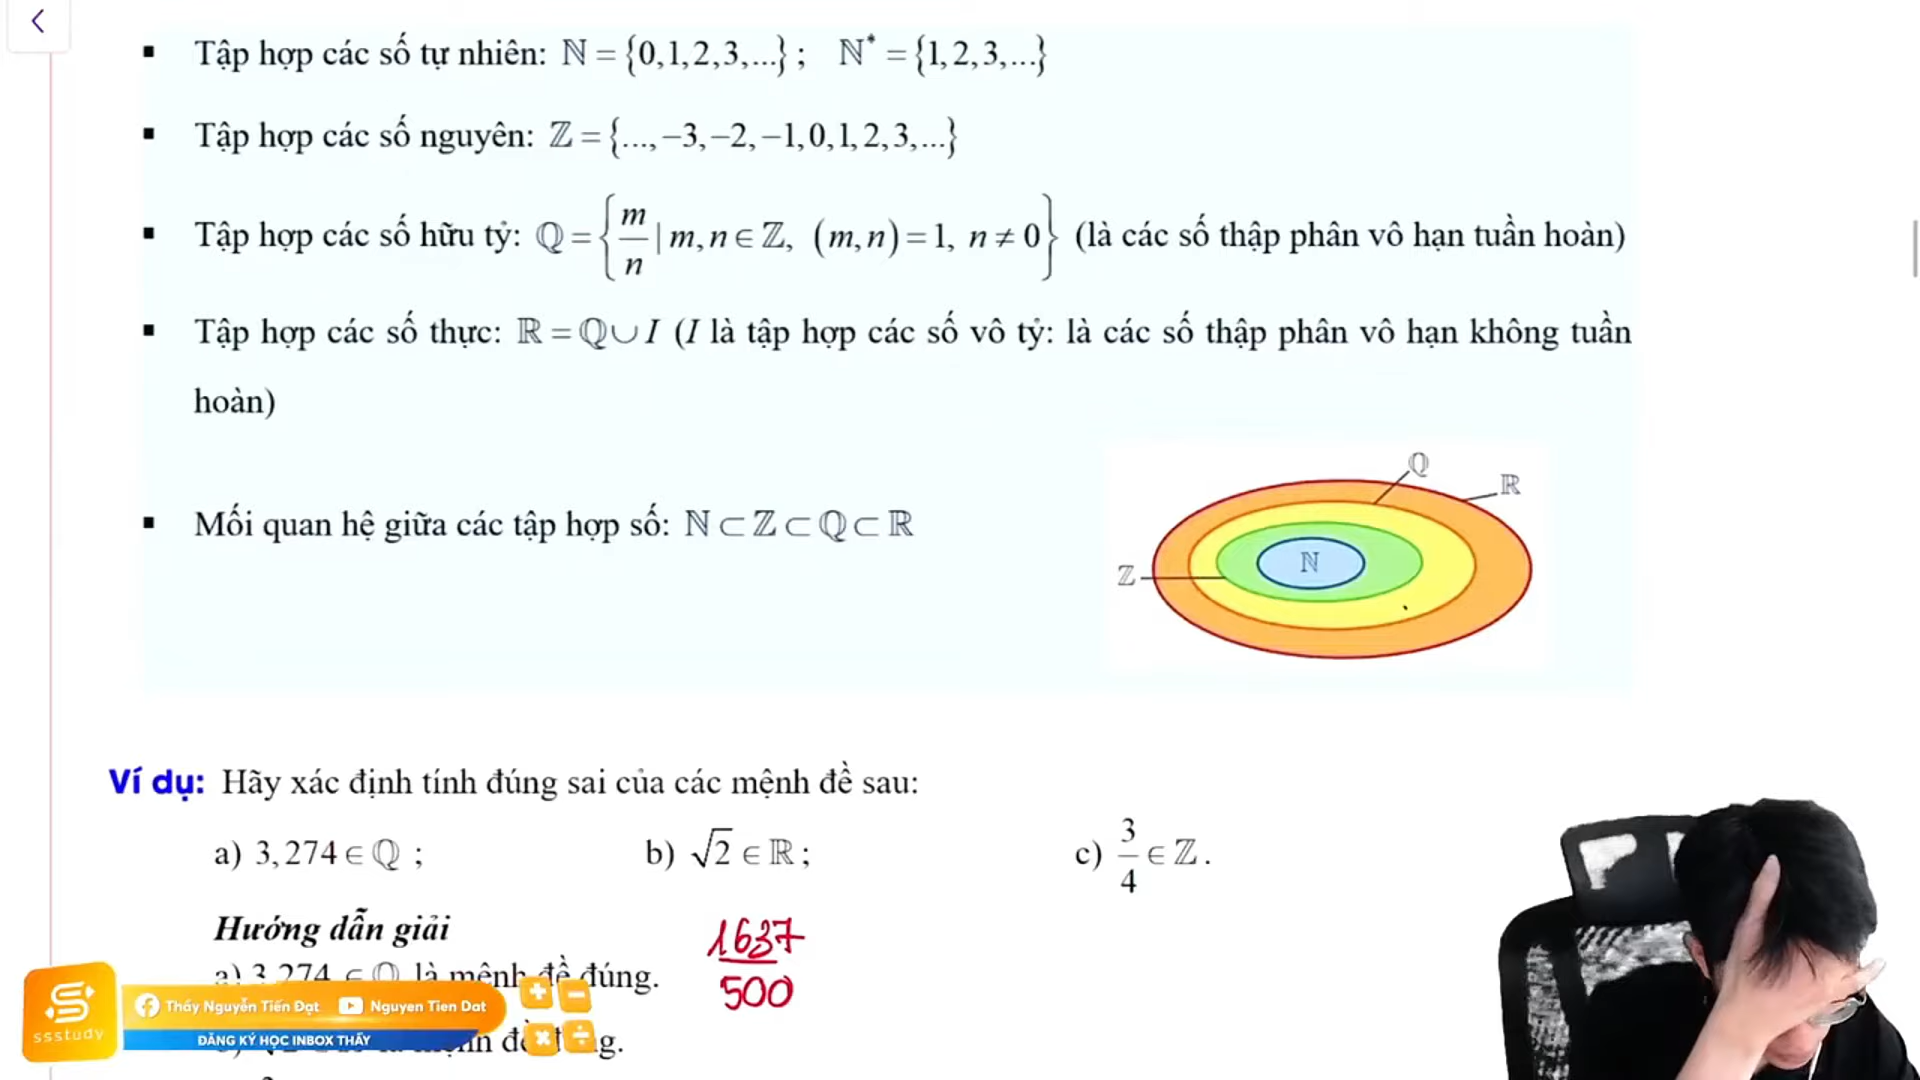 ▪ Tập hợp các số tự nhiên: ℕ = {0,1,2,3,...} ; ℕ* = {1,2,3,...}
▪ Tập hợp các số nguyên: ℤ = {...,−3,−2,−1,0,1,2,3,...}
▪ Tập hợp các số hữu tỷ: ℚ = {m/n | m,n ∈ ℤ, (m,n) = 1, n ≠ 0} (là các số thập phân vô hạn tuần hoàn)
▪ Tập hợp các số thực: ℝ = ℚ ∪ I (I là tập hợp các số vô tỷ: là các số thập phân vô hạn không tuần
hoàn)
ℚ
ℝ
▪ Mối quan hệ giữa các tập hợp số: ℕ ⊂ ℤ ⊂ ℚ ⊂ ℝ
ℕ
ℤ
Ví dụ: Hãy xác định tính đúng sai của các mệnh đề sau:
a) 3,274 ∈ ℚ ; b) √2 ∈ ℝ ; c) 3/4 ∈ ℤ .
Hướng dẫn giải
a) 3,274 ∈ ℚ là mệnh đề đúng.
1637
500
ssstudy
Thầy Nguyễn Tiến Đạt Nguyen Tien Dat
ĐĂNG KÝ HỌC INBOX THẦY